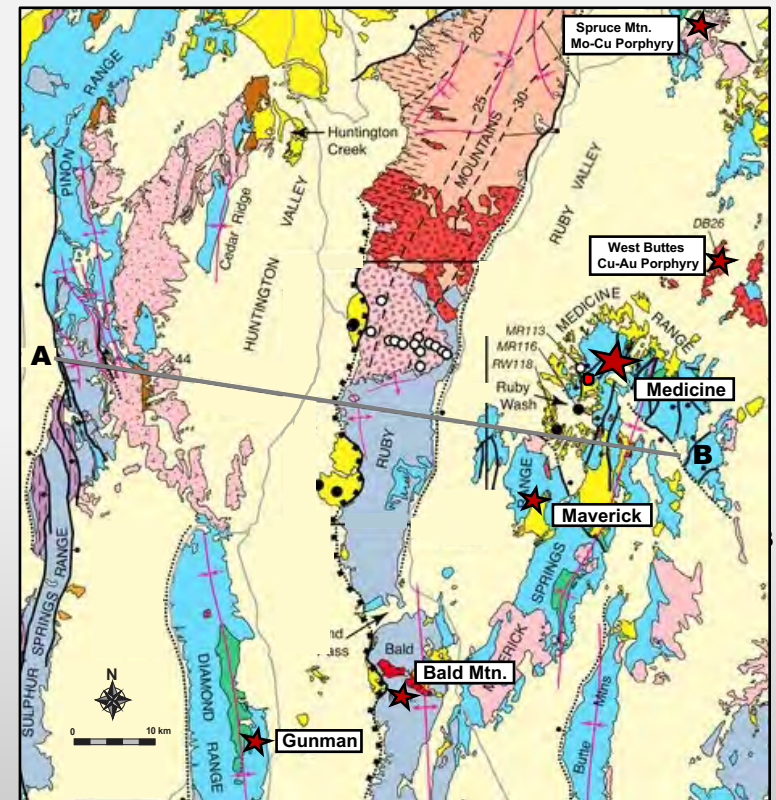 Spruce Mtn.
Mo-Cu Porphyry
RANGE
20
25
30
MOUNTAINS
Huntington
Creek
PINON
RUBY VALLEY
Cedar Ridge
HUNTINGTON
VALLEY
DB26
West Buttes
Cu-Au Porphyry
MEDICINE
RANGE
MR113
MR116
RW118
Ruby
Wash
Medicine
A
44
B
RUBY
RANGE
Maverick
SPRINGS
SULPHUR SPRINGS RANGE
Bald
Bald Mtn.
DIAMOND
RANGE
Butte Mtns
N
0
10 km
Gunman